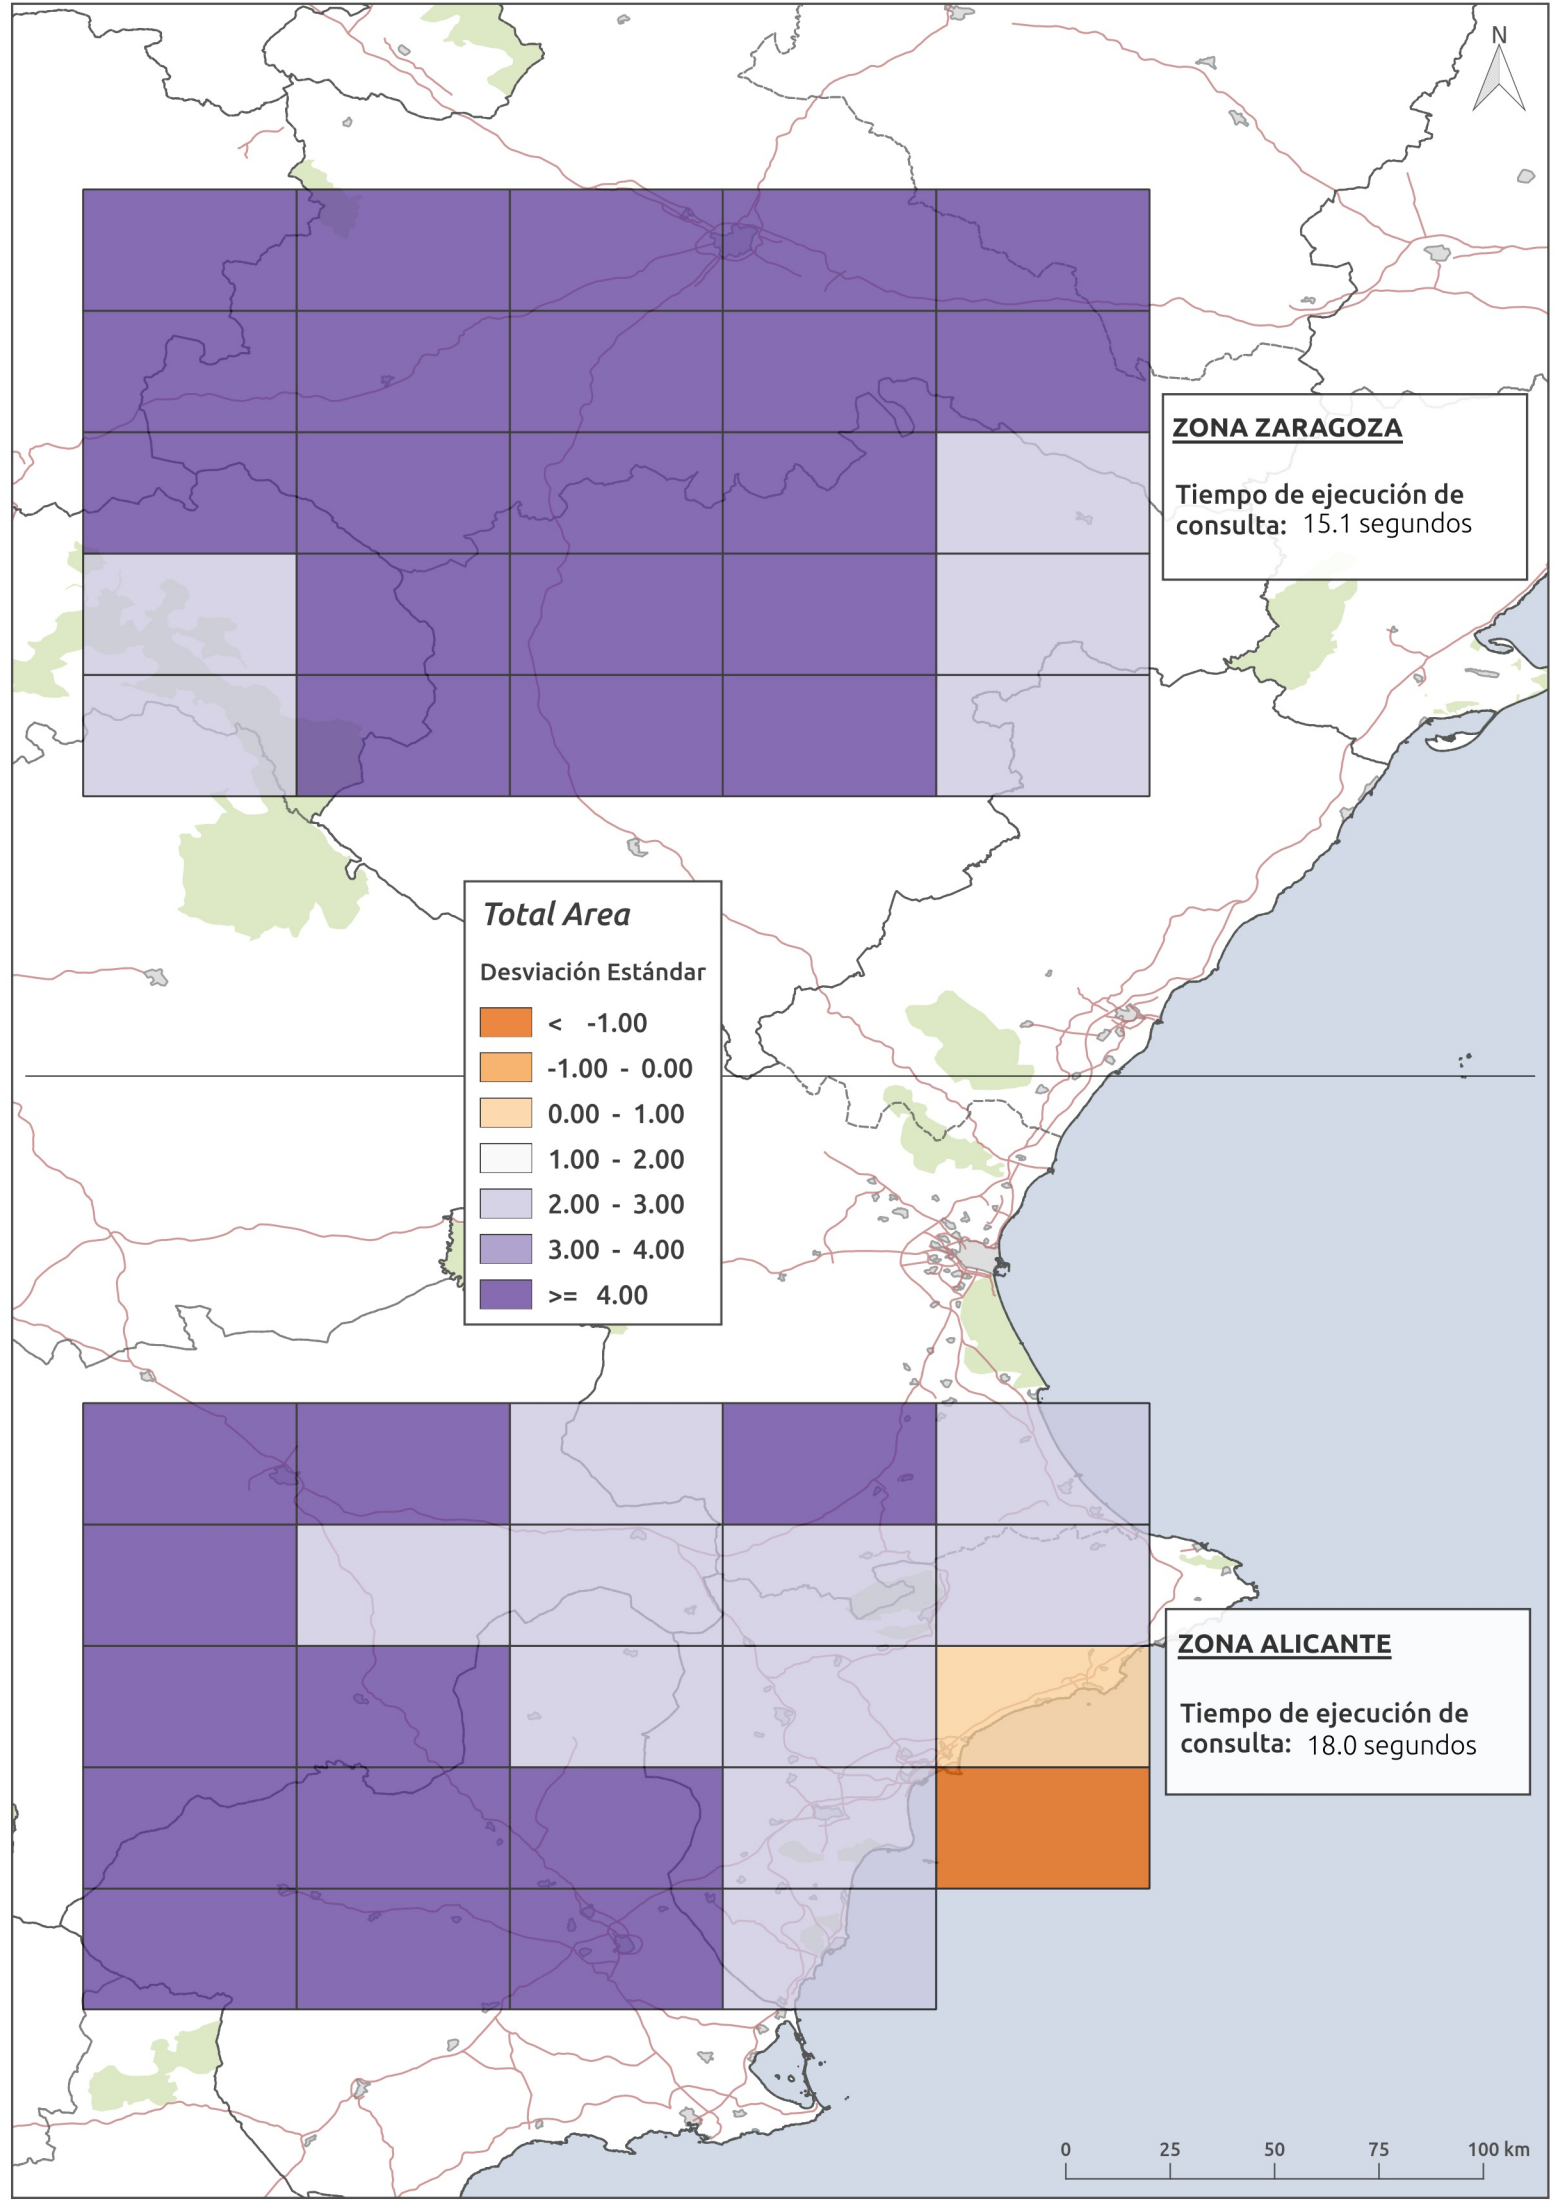 N
ZONA ZARAGOZA
Tiempo de ejecución de
consulta: 15.1 segundos
Total Area
Desviación Estándar
< -1.00
-1.00 - 0.00
0.00 - 1.00
1.00 - 2.00
2.00 - 3.00
3.00 - 4.00
>= 4.00
ZONA ALICANTE
Tiempo de ejecución de
consulta: 18.0 segundos
0 25 50 75 100 km